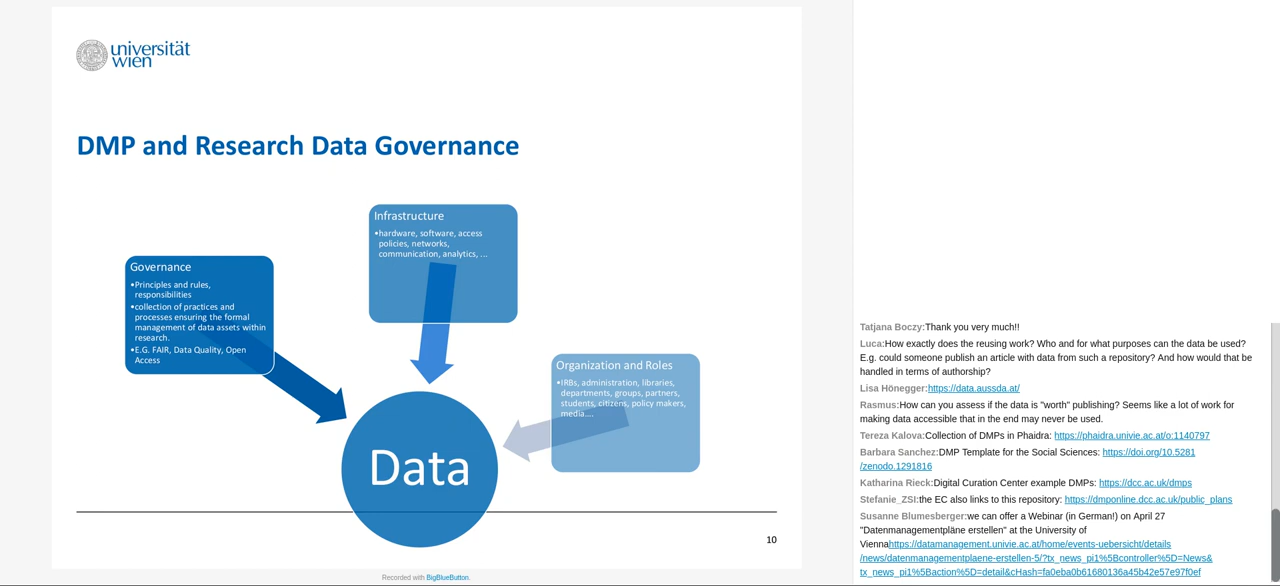 universität
wien
DMP and Research Data Governance
Infrastructure
•hardware, software, access
policies, networks,
communication, analytics, ...
Governance
•Principles and rules,
responsibilities
•collection of practices and
processes ensuring the formal
management of data assets within
research.
•E.G. FAIR, Data Quality, Open
Access
Organization and Roles
•IRBs, administration, libraries,
departments, groups, partners,
students, citizens, policy makers,
media....
Data
10
Recorded with BigBlueButton.
Tatjana Boczy:Thank you very much!!
Luca:How exactly does the reusing work? Who and for what purposes can the data be used?
E.g. could someone publish an article with data from such a repository? And how would that be
handled in terms of authorship?
Lisa Hönegger:https://data.aussda.at/
Rasmus:How can you assess if the data is "worth" publishing? Seems like a lot of work for
making data accessible that in the end may never be used.
Tereza Kalova:Collection of DMPs in Phaidra: https://phaidra.univie.ac.at/o:1140797
Barbara Sanchez:DMP Template for the Social Sciences: https://doi.org/10.5281
/zenodo.1291816
Katharina Rieck:Digital Curation Center example DMPs: https://dcc.ac.uk/dmps
Stefanie_ZSI:the EC also links to this repository: https://dmponline.dcc.ac.uk/public_plans
Susanne Blumesberger:we can offer a Webinar (in German!) on April 27
"Datenmanagementpläne erstellen" at the University of
Viennahttps://datamanagement.univie.ac.at/home/events-uebersicht/details
/news/datenmanagementplaene-erstellen-5/?tx_news_pi1%5Bcontroller%5D=News&
tx_news_pi1%5Baction%5D=detail&cHash=fa0eba0b61680136a45b42e57e97f0ef